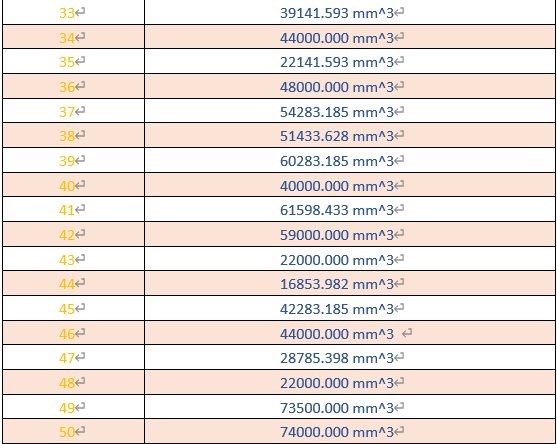 33 39141.593 mm^3
34 44000.000 mm^3
35 22141.593 mm^3
36 48000.000 mm^3
37 54283.185 mm^3
38 51433.628 mm^3
39 60283.185 mm^3
40 40000.000 mm^3
41 61598.433 mm^3
42 59000.000 mm^3
43 22000.000 mm^3
44 16853.982 mm^3
45 42283.185 mm^3
46 44000.000 mm^3
47 28785.398 mm^3
48 22000.000 mm^3
49 73500.000 mm^3
50 74000.000 mm^3